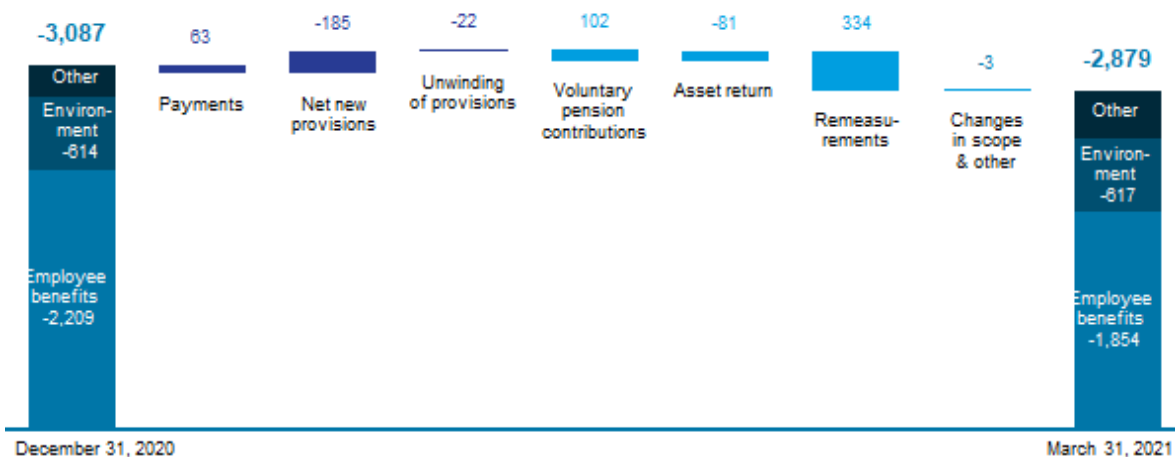 -3,087
Other
Environ-
ment
-614
Employee
benefits
-2,209
63
Payments
-185
Net new
provisions
-22
Unwinding
of provisions
102
Voluntary
pension
contributions
-81
Asset return
334
Remeasu-
rements
-3
Changes
in scope
& other
-2,879
Other
Environ-
ment
-617
Employee
benefits
-1,854
December 31, 2020
March 31, 2021